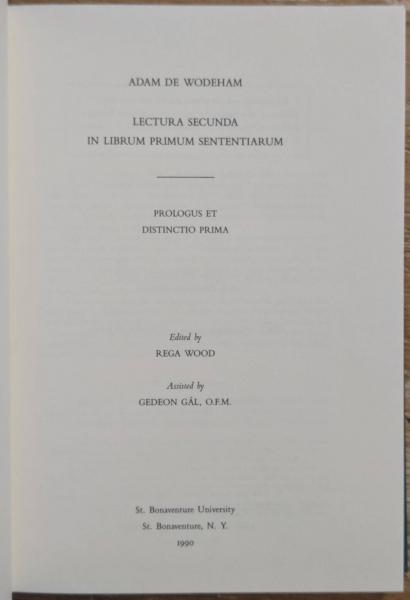 ADAM DE WODEHAM
LECTURA SECUNDA
IN LIBRUM PRIMUM SENTENTIARUM
PROLOGUS ET
DISTINCTIO PRIMA
Edited by
REGA WOOD
Assisted by
GEDEON GÁL, O.F.M.
St. Bonaventure University
St. Bonaventure, N. Y.
1990